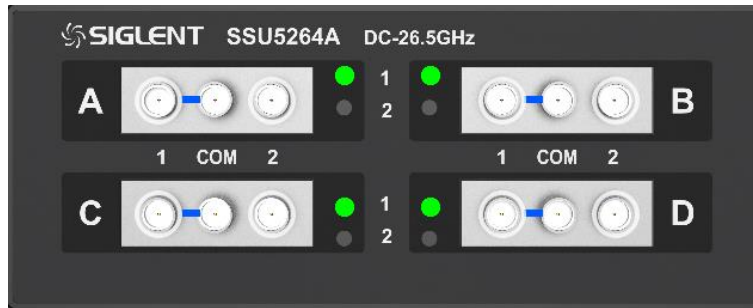 SIGLENT SSU5264A DC-26.5GHz
A 1 B
2
1 COM 2 1 COM 2
C 1 D
2